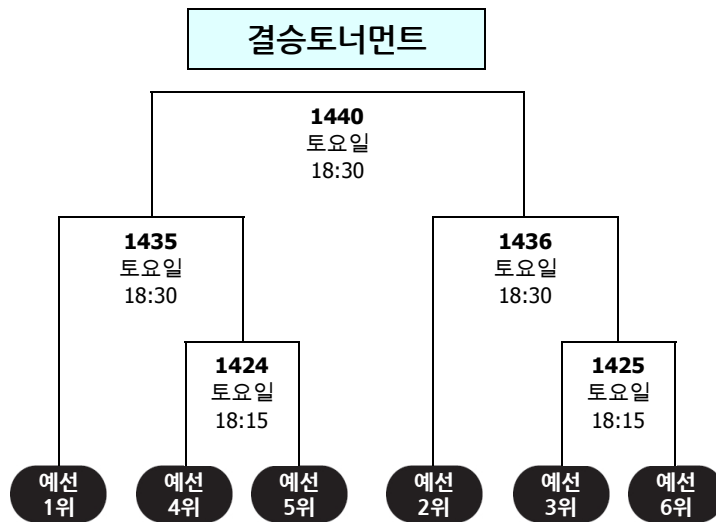 결승토너먼트
1440
토요일
18:30
1435
토요일
18:30
1436
토요일
18:30
1424
토요일
18:15
1425
토요일
18:15
예선
1위
예선
4위
예선
5위
예선
2위
예선
3위
예선
6위